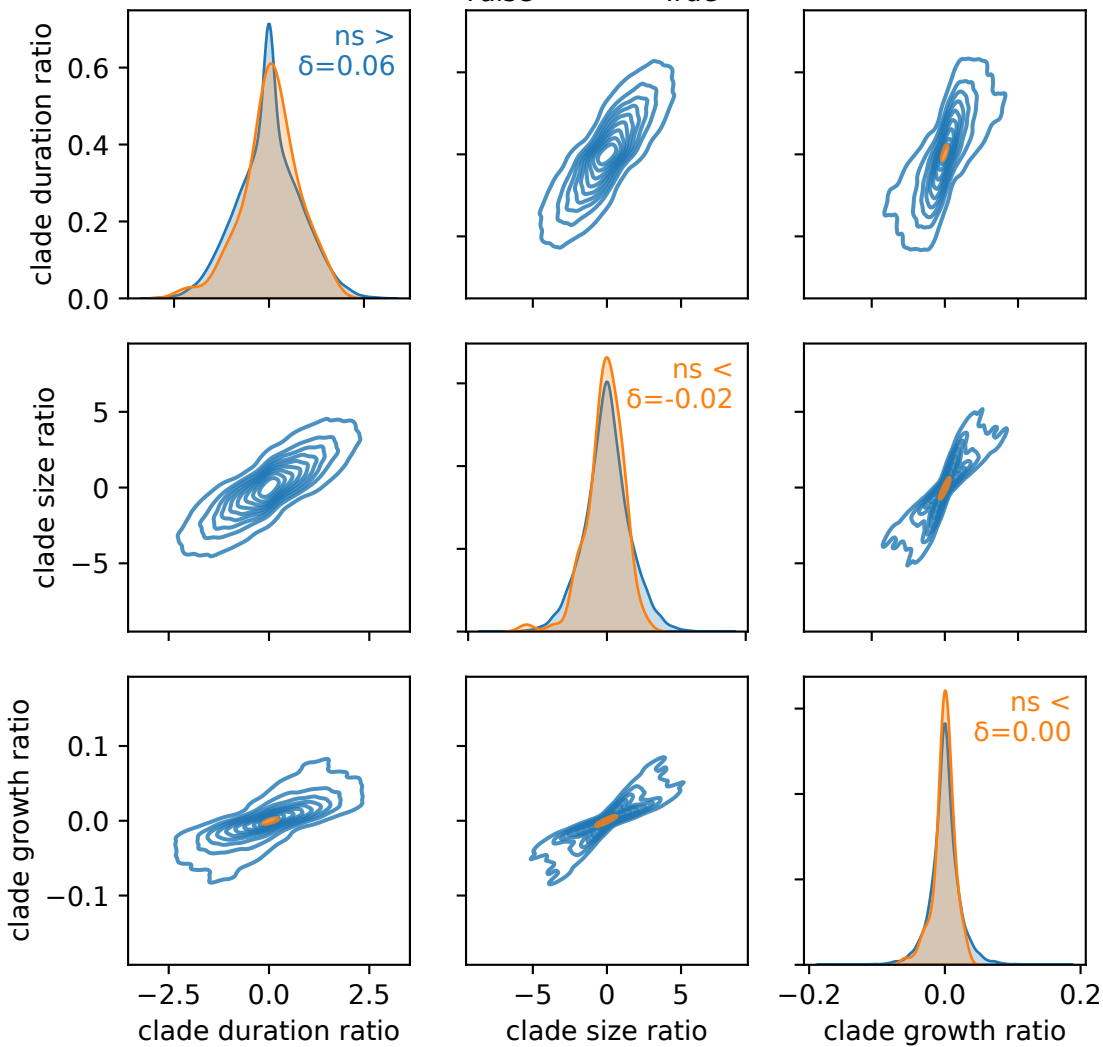 clade duration ratio
0.6
0.4
0.2
0.0
ns >
δ=0.06
clade size ratio
5
0
−5
ns <
δ=-0.02
clade growth ratio
0.1
0.0
−0.1
ns <
δ=0.00
−2.5 0.0 2.5
−5 0 5
−0.2 0.0 0.2
clade duration ratio
clade size ratio
clade growth ratio